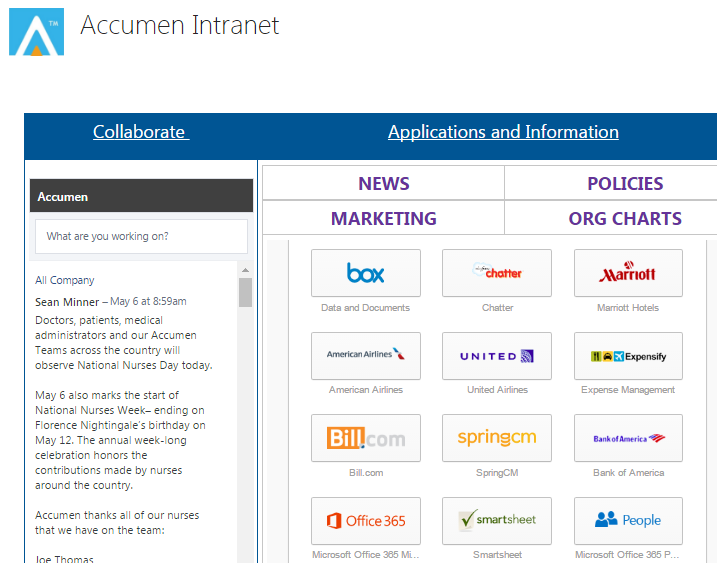 TM
Accumen Intranet
Collaborate
Applications and Information
Accumen
What are you working on?
All Company
Sean Minner – May 6 at 8:59am
Doctors, patients, medical
administrators and our Accumen
Teams across the country will
observe National Nurses Day today.
May 6 also marks the start of
National Nurses Week– ending on
Florence Nightingale's birthday on
May 12. The annual week-long
celebration honors the
contributions made by nurses
around the country.
Accumen thanks all of our nurses
that we have on the team:
Joe Thomas
NEWS
POLICIES
MARKETING
ORG CHARTS
box
chatter
Marriott
Data and Documents
Chatter
Marriott Hotels
American Airlines
UNITED
Expensify
American Airlines
United Airlines
Expense Management
Bill.com
springcm
Bank of America
Bill.com
SpringCM
Bank of America
Office 365
smartsheet
People
Microsoft Office 365 Mi...
Smartsheet
Microsoft Office 365 P...